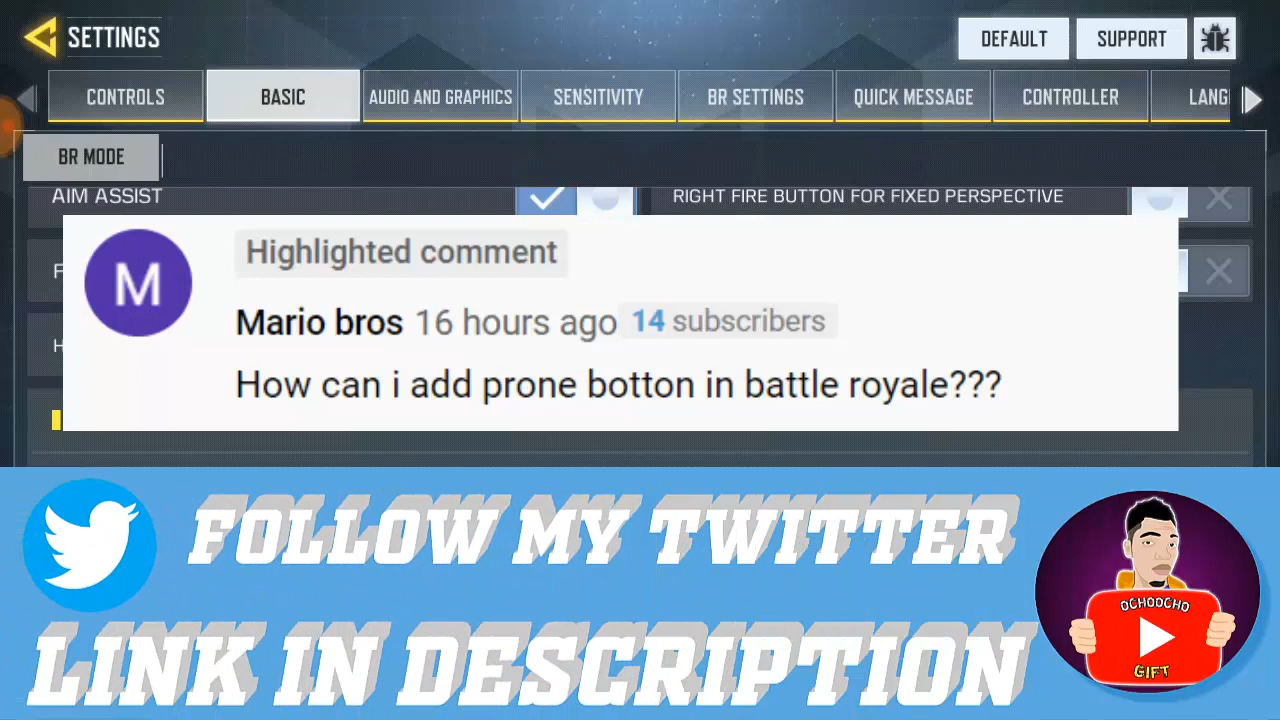 SETTINGS
DEFAULT
SUPPORT
CONTROLS
BASIC
AUDIO AND GRAPHICS
SENSITIVITY
BR SETTINGS
QUICK MESSAGE
CONTROLLER
LANG
BR MODE
AIM ASSIST
RIGHT FIRE BUTTON FOR FIXED PERSPECTIVE
F
H
M
Highlighted comment
Mario bros 16 hours ago 14 subscribers
How can i add prone botton in battle royale???
FOLLOW MY TWITTER
LINK IN DESCRIPTION
OCHOOCHO
GIFT